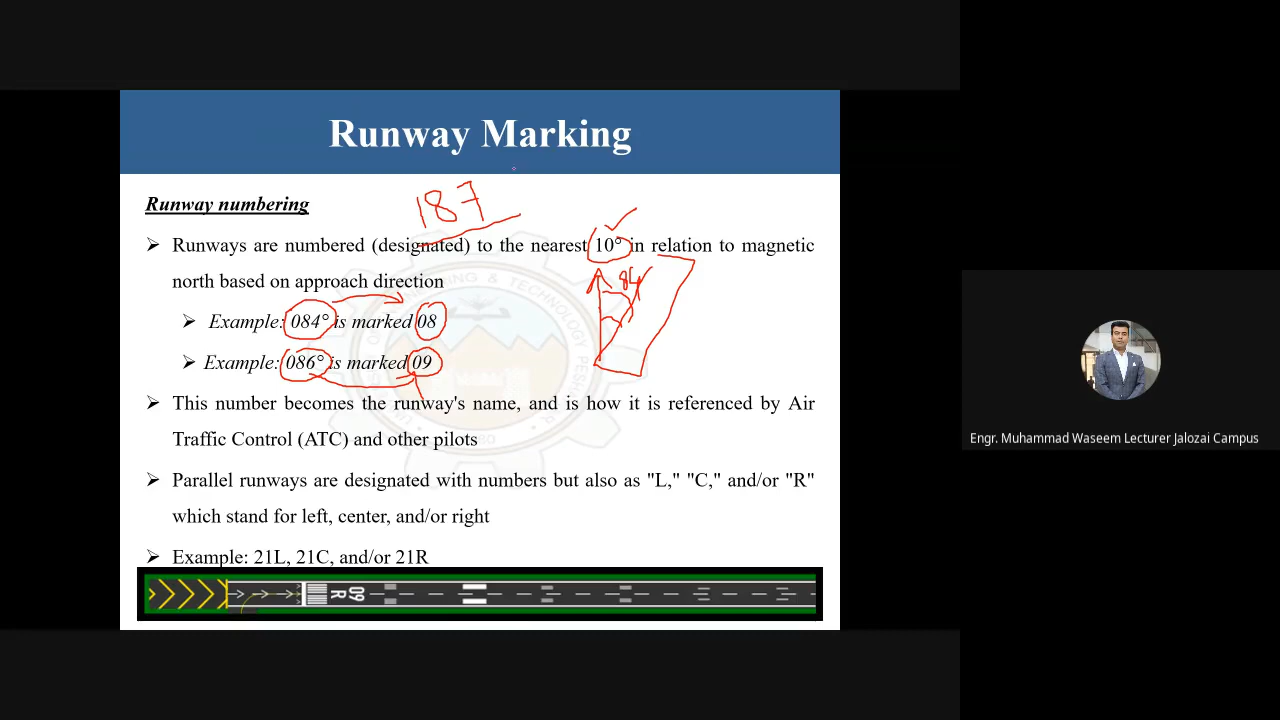 Runway Marking
Runway numbering
187
Runways are numbered (designated) to the nearest 10° in relation to magnetic
north based on approach direction
84
Example: 084° is marked 08
Example: 086° is marked 09
This number becomes the runway's name, and is how it is referenced by Air
Traffic Control (ATC) and other pilots
Parallel runways are designated with numbers but also as "L," "C," and/or "R"
which stand for left, center, and/or right
Example: 21L, 21C, and/or 21R
09
R
Engr. Muhammad Waseem Lecturer Jalozai Campus